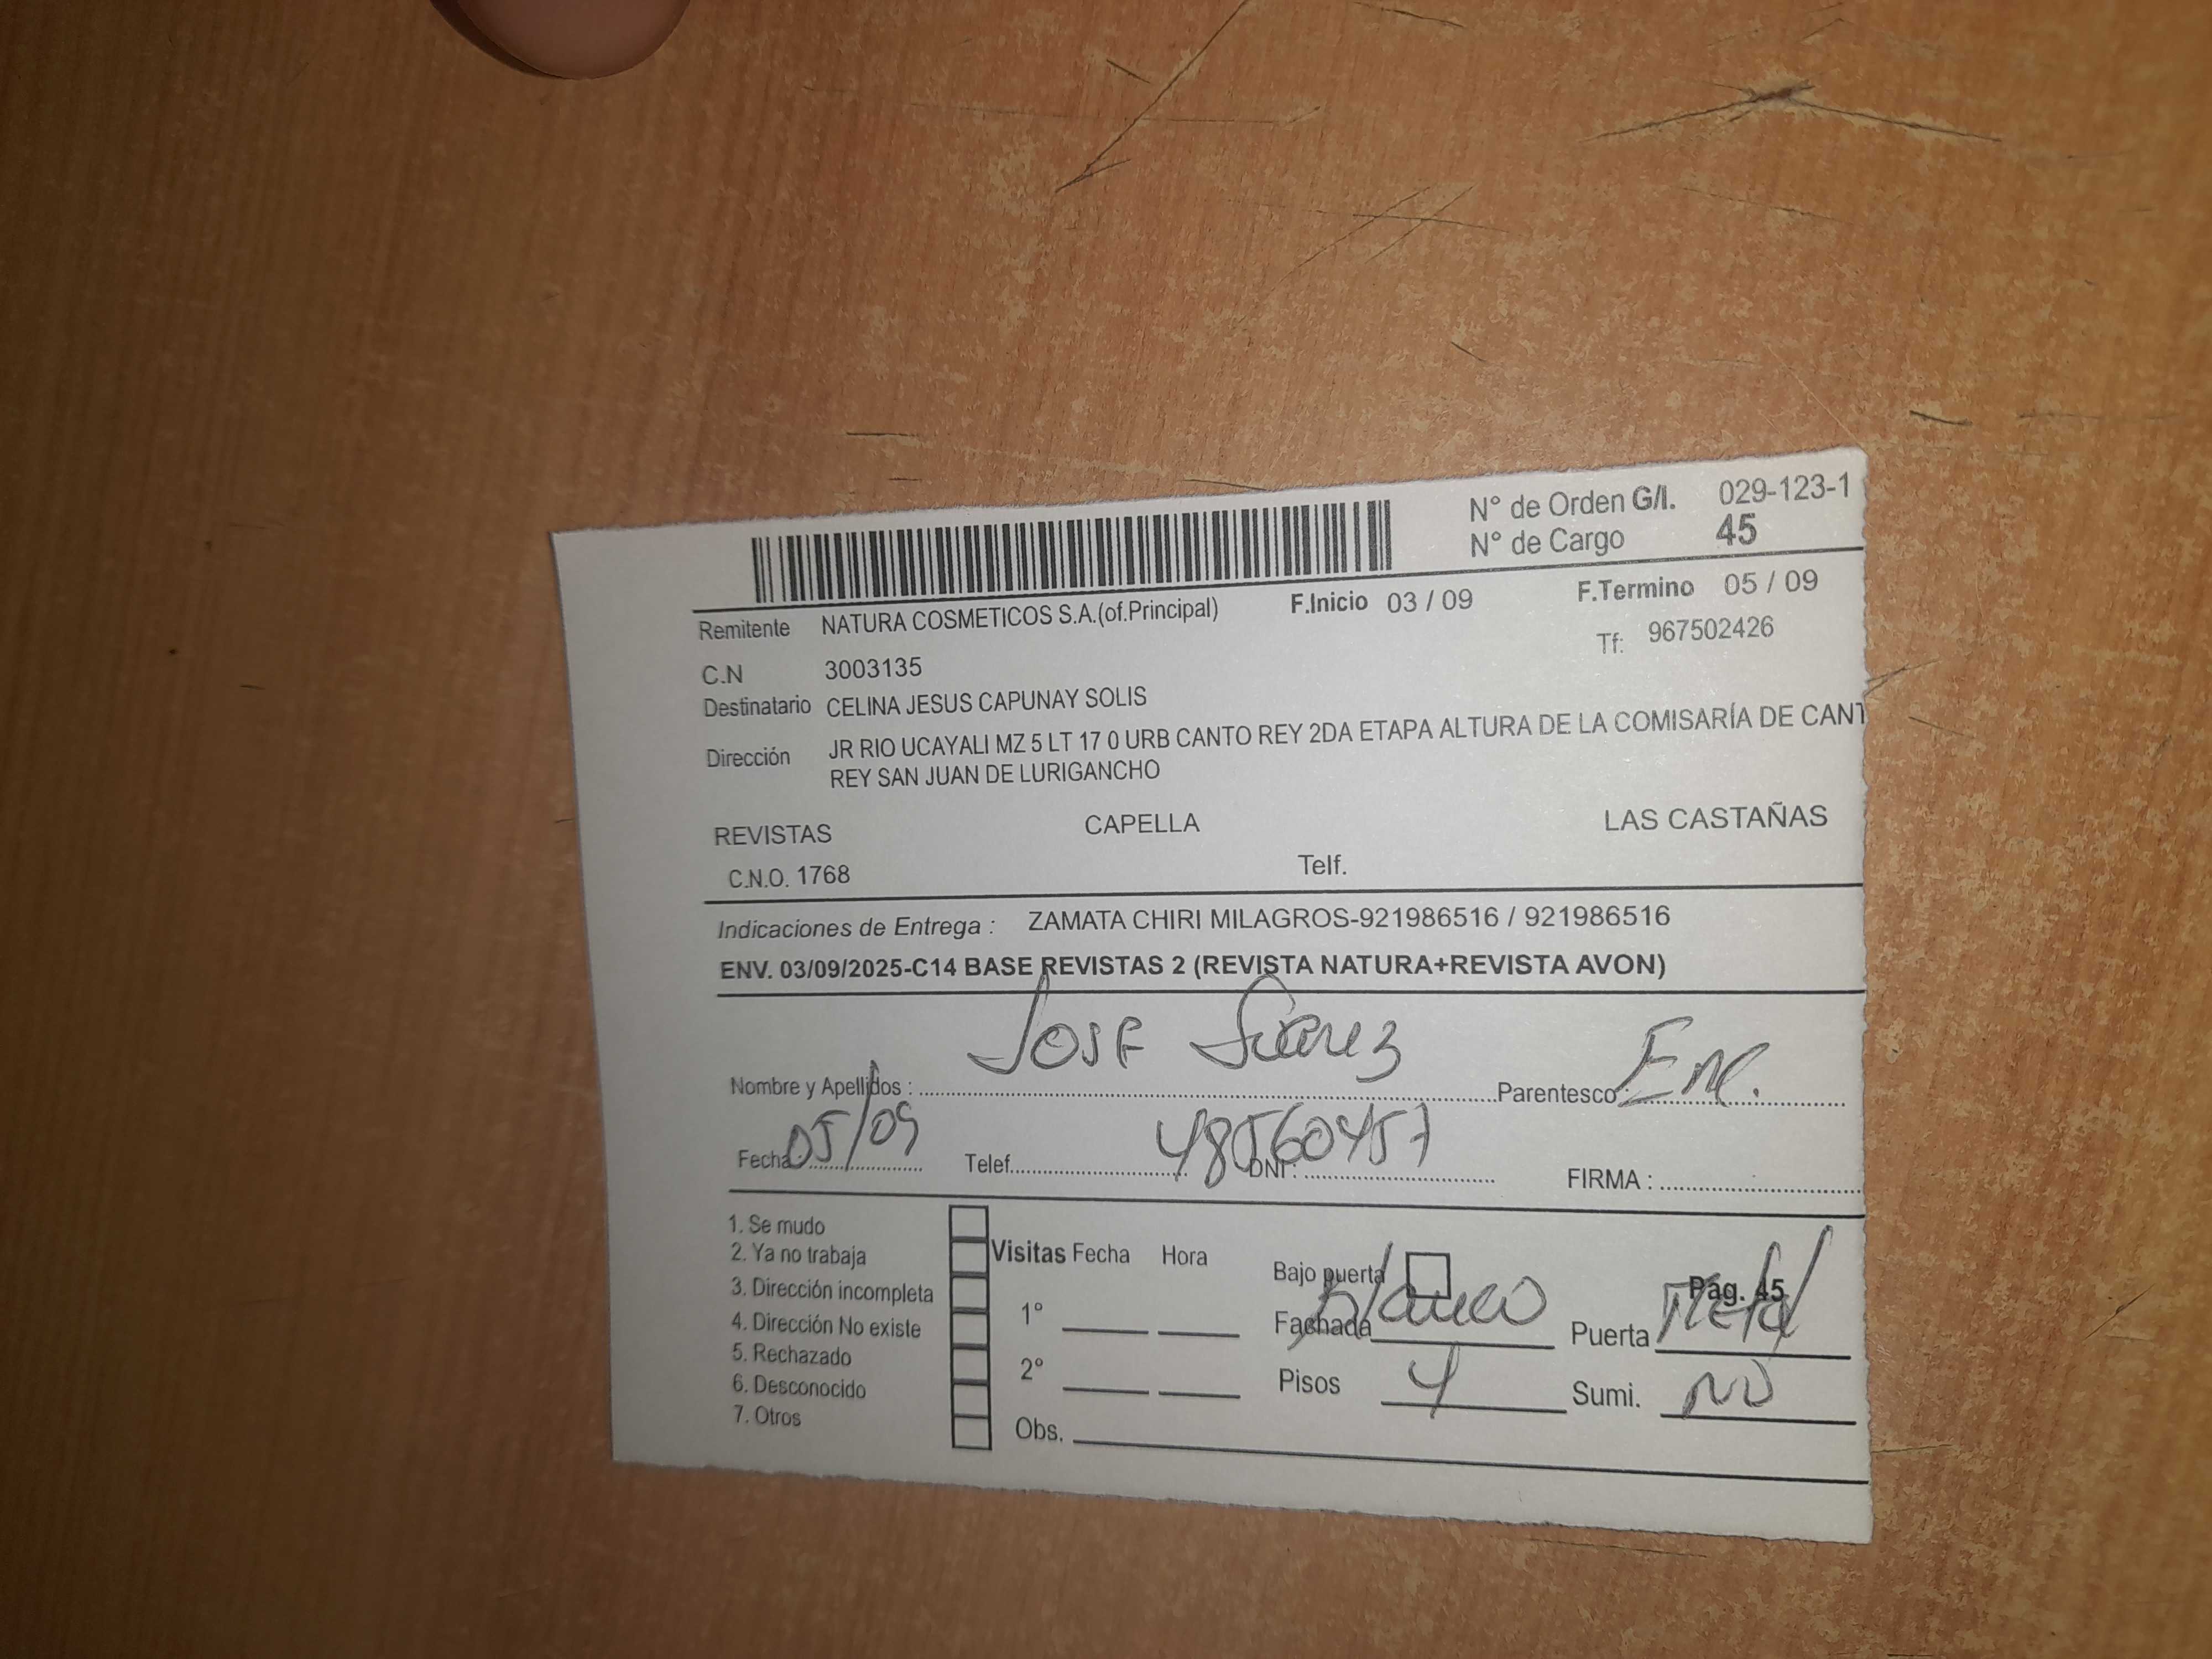 N° de Orden G/I. 029-123-1
N° de Cargo 45
Remitente NATURA COSMETICOS S.A.(of.Principal) F.Inicio 03 / 09 F.Termino 05 / 09
C.N 3003135 Tf: 967502426
Destinatario CELINA JESUS CAPUNAY SOLIS
Dirección JR RIO UCAYALI MZ 5 LT 17 0 URB CANTO REY 2DA ETAPA ALTURA DE LA COMISARÍA DE CANT
REY SAN JUAN DE LURIGANCHO
REVISTAS CAPELLA LAS CASTAÑAS
C.N.O. 1768 Telf.
Indicaciones de Entrega : ZAMATA CHIRI MILAGROS-921986516 / 921986516
ENV. 03/09/2025-C14 BASE REVISTAS 2 (REVISTA NATURA+REVISTA AVON)
Nombre y Apellidos : JOSE Suarez Parentesco : Enc.
Fecha : 05/09 Telef. DNI : 48560457 FIRMA :
1. Se mudo
2. Ya no trabaja
3. Dirección incompleta
4. Dirección No existe
5. Rechazado
6. Desconocido
7. Otros
Visitas Fecha Hora
1°
2°
Obs.
Bajo puerta Pág. 45
Fachada blanco Puerta Metal
Pisos 4 Sumi. NO